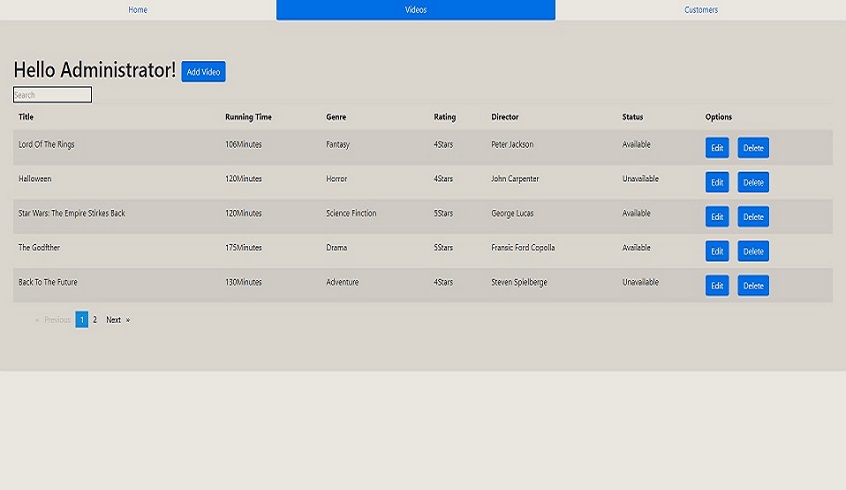 Home Videos Customers
Hello Administrator! Add Video
Search
Title Running Time Genre Rating Director Status Options
Lord Of The Rings 106Minutes Fantasy 4Stars Peter Jackson Available Edit Delete
Halloween 120Minutes Horror 4Stars John Carpenter Unavailable Edit Delete
Star Wars: The Empire Stirkes Back 120Minutes Science Finction 5Stars George Lucas Available Edit Delete
The Godfther 175Minutes Drama 5Stars Fransic Ford Copolla Available Edit Delete
Back To The Future 130Minutes Adventure 4Stars Steven Spielberge Unavailable Edit Delete
« Previous 1 2 Next »